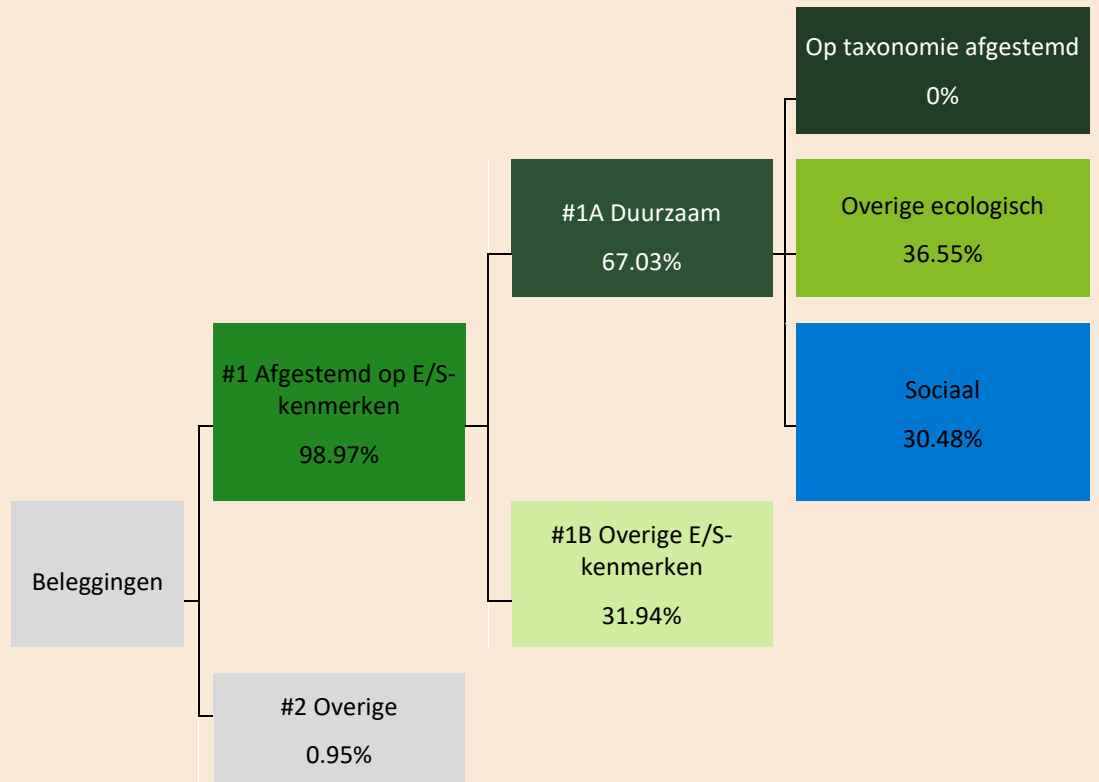 Beleggingen
#1 Afgestemd op E/S-
kenmerken
98.97%
#2 Overige
0.95%
#1A Duurzaam
67.03%
#1B Overige E/S-
kenmerken
31.94%
Op taxonomie afgestemd
0%
Overige ecologisch
36.55%
Sociaal
30.48%